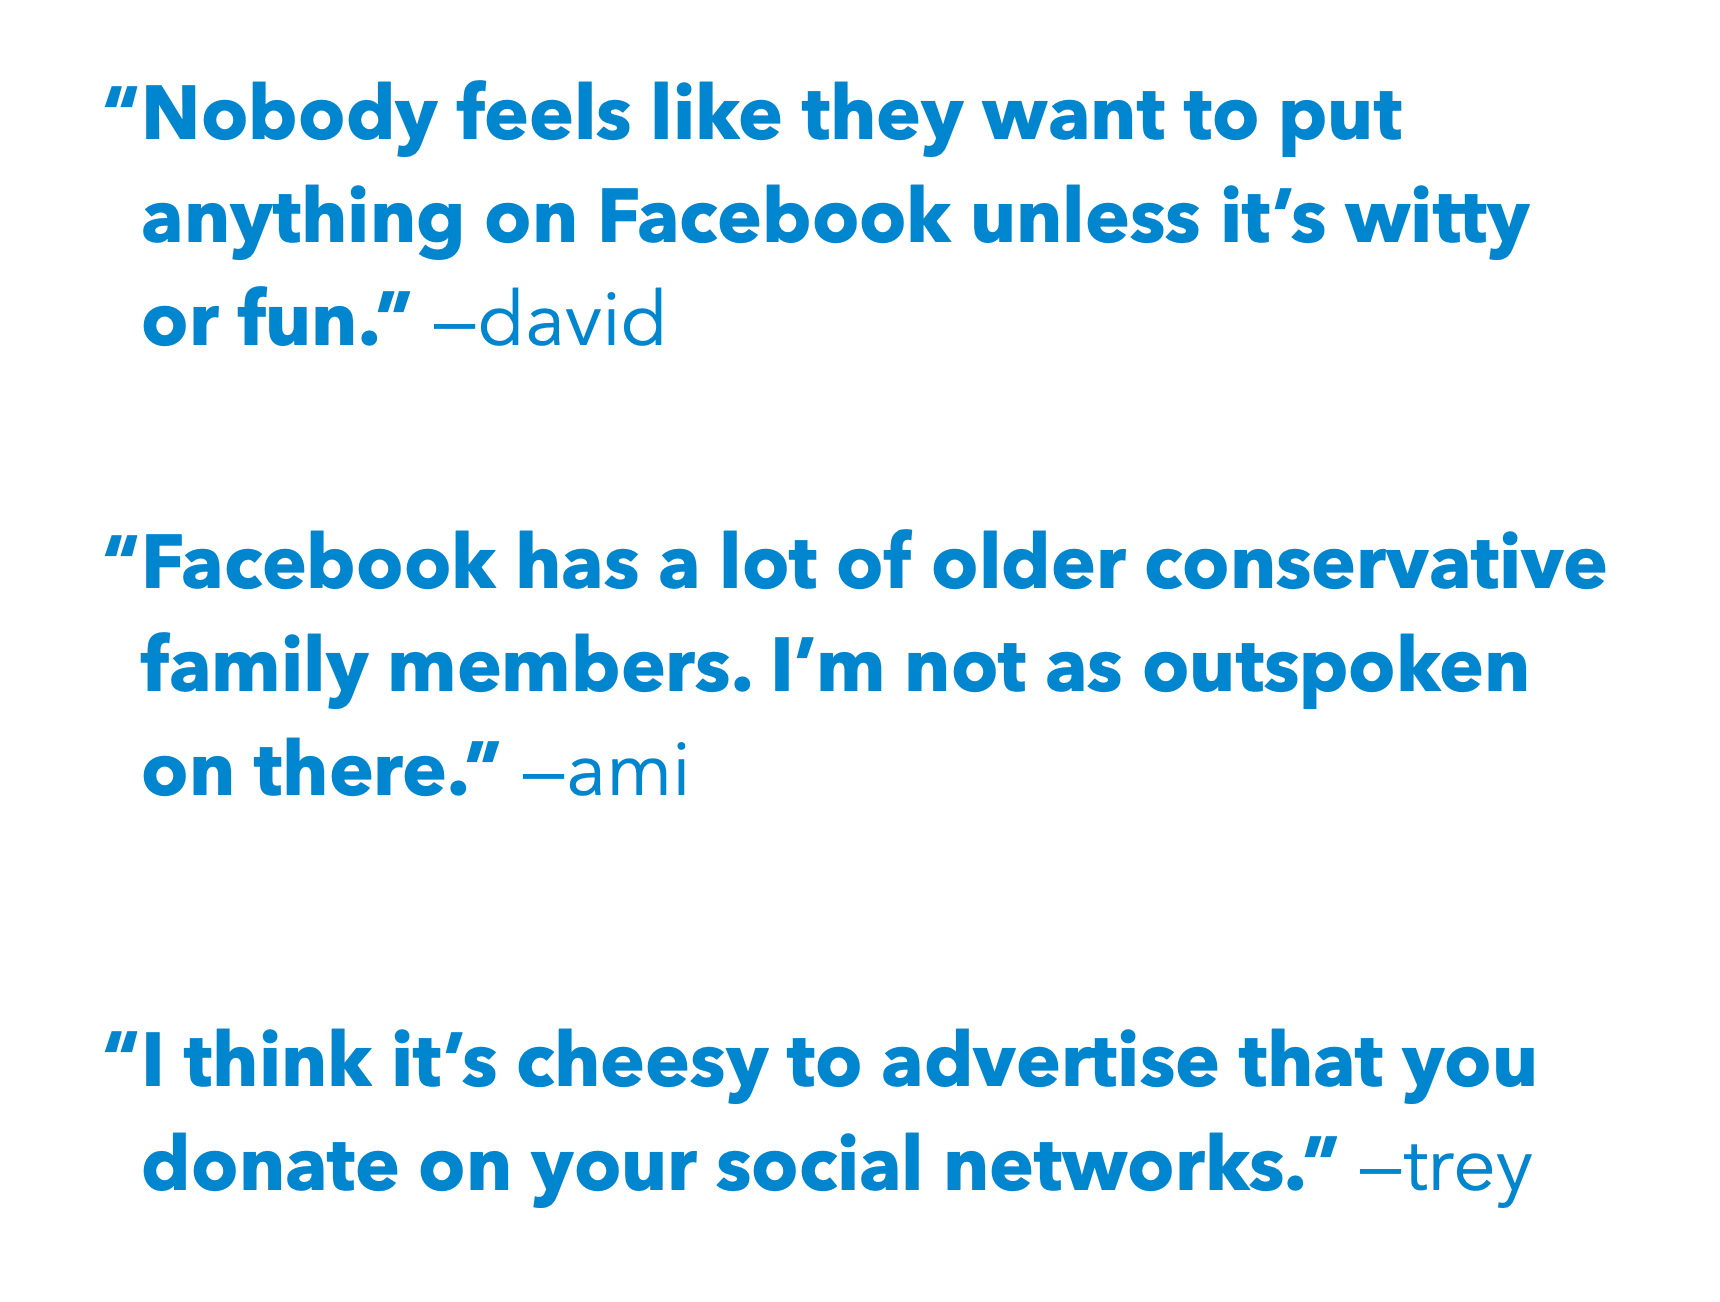 “Nobody feels like they want to put
anything on Facebook unless it’s witty
or fun.” –david
“Facebook has a lot of older conservative
family members. I’m not as outspoken
on there.” –ami
“I think it’s cheesy to advertise that you
donate on your social networks.” –trey